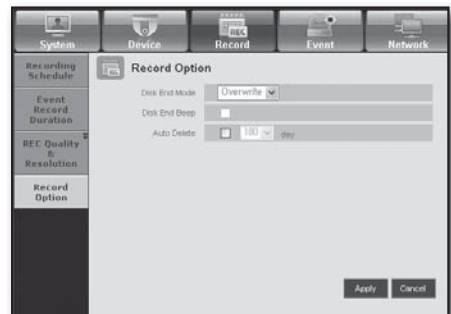 System Device Record Event Network
REC
Recording
Schedule
Event
Record
Duration
REC Quality
&
Resolution
Record
Option
Record Option
Disk End Mode Overwrite
Disk End Beep
Auto Delete 180 day
Apply Cancel